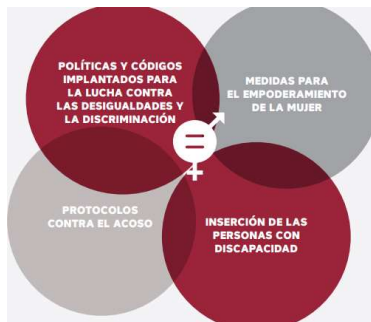 POLÍTICAS Y CÓDIGOS
IMPLANTADOS PARA
LA LUCHA CONTRA
LAS DESIGUALDADES Y
LA DISCRIMINACIÓN
MEDIDAS PARA
EL EMPODERAMIENTO
DE LA MUJER
PROTOCOLOS
CONTRA EL ACOSO
INSERCIÓN DE LAS
PERSONAS CON
DISCAPACIDAD